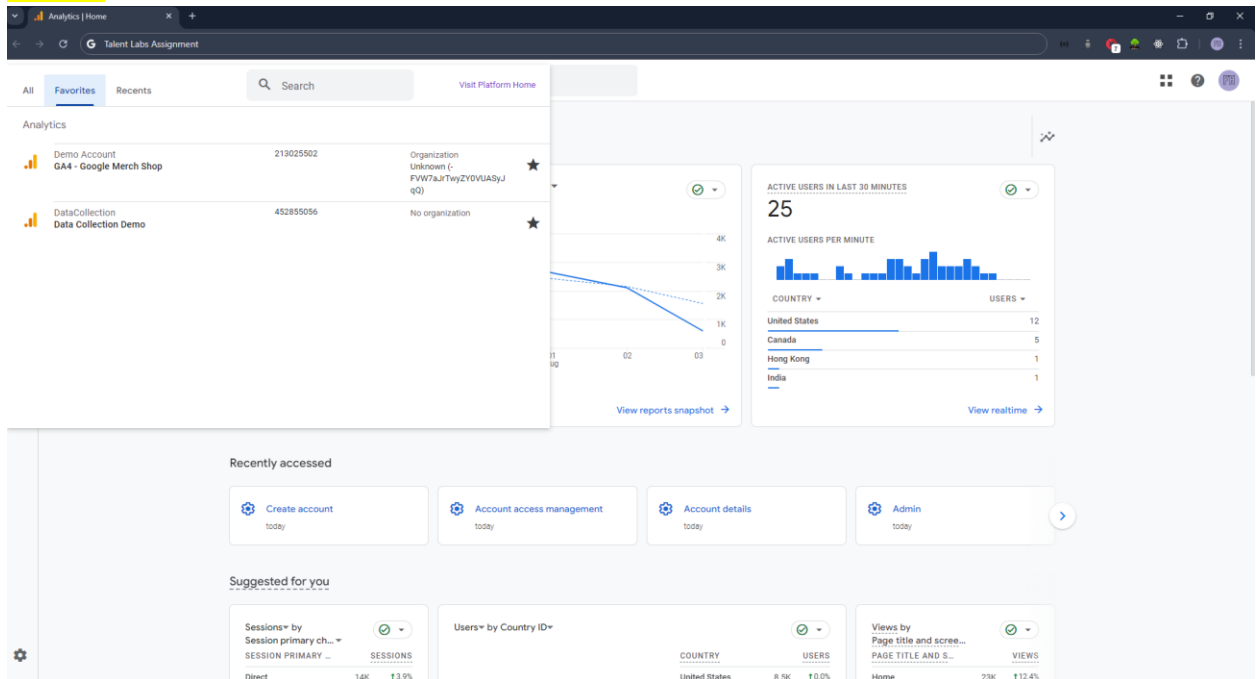 Analytics | Home
Talent Labs Assignment
7
All Favorites Recents Search Visit Platform Home
Analytics
Demo Account
GA4 - Google Merch Shop
213025502
Organization
Unknown (-
FVW7aJrTwyZY0VUASyJ
qQ)
DataCollection
Data Collection Demo
452855056
No organization
4K
3K
2K
1K
0
02
03
View reports snapshot
ACTIVE USERS IN LAST 30 MINUTES
25
ACTIVE USERS PER MINUTE
COUNTRY USERS
United States 12
Canada 5
Hong Kong 1
India 1
View realtime
Recently accessed
Create account
today
Account access management
today
Account details
today
Admin
today
Suggested for you
Sessions by
Session primary ch...
SESSION PRIMARY ... SESSIONS
Direct 14K 3.9%
Users by Country ID
COUNTRY USERS
United States 8.5K 0.0%
Views by
Page title and scree...
PAGE TITLE AND S... VIEWS
Home 23K 12.4%